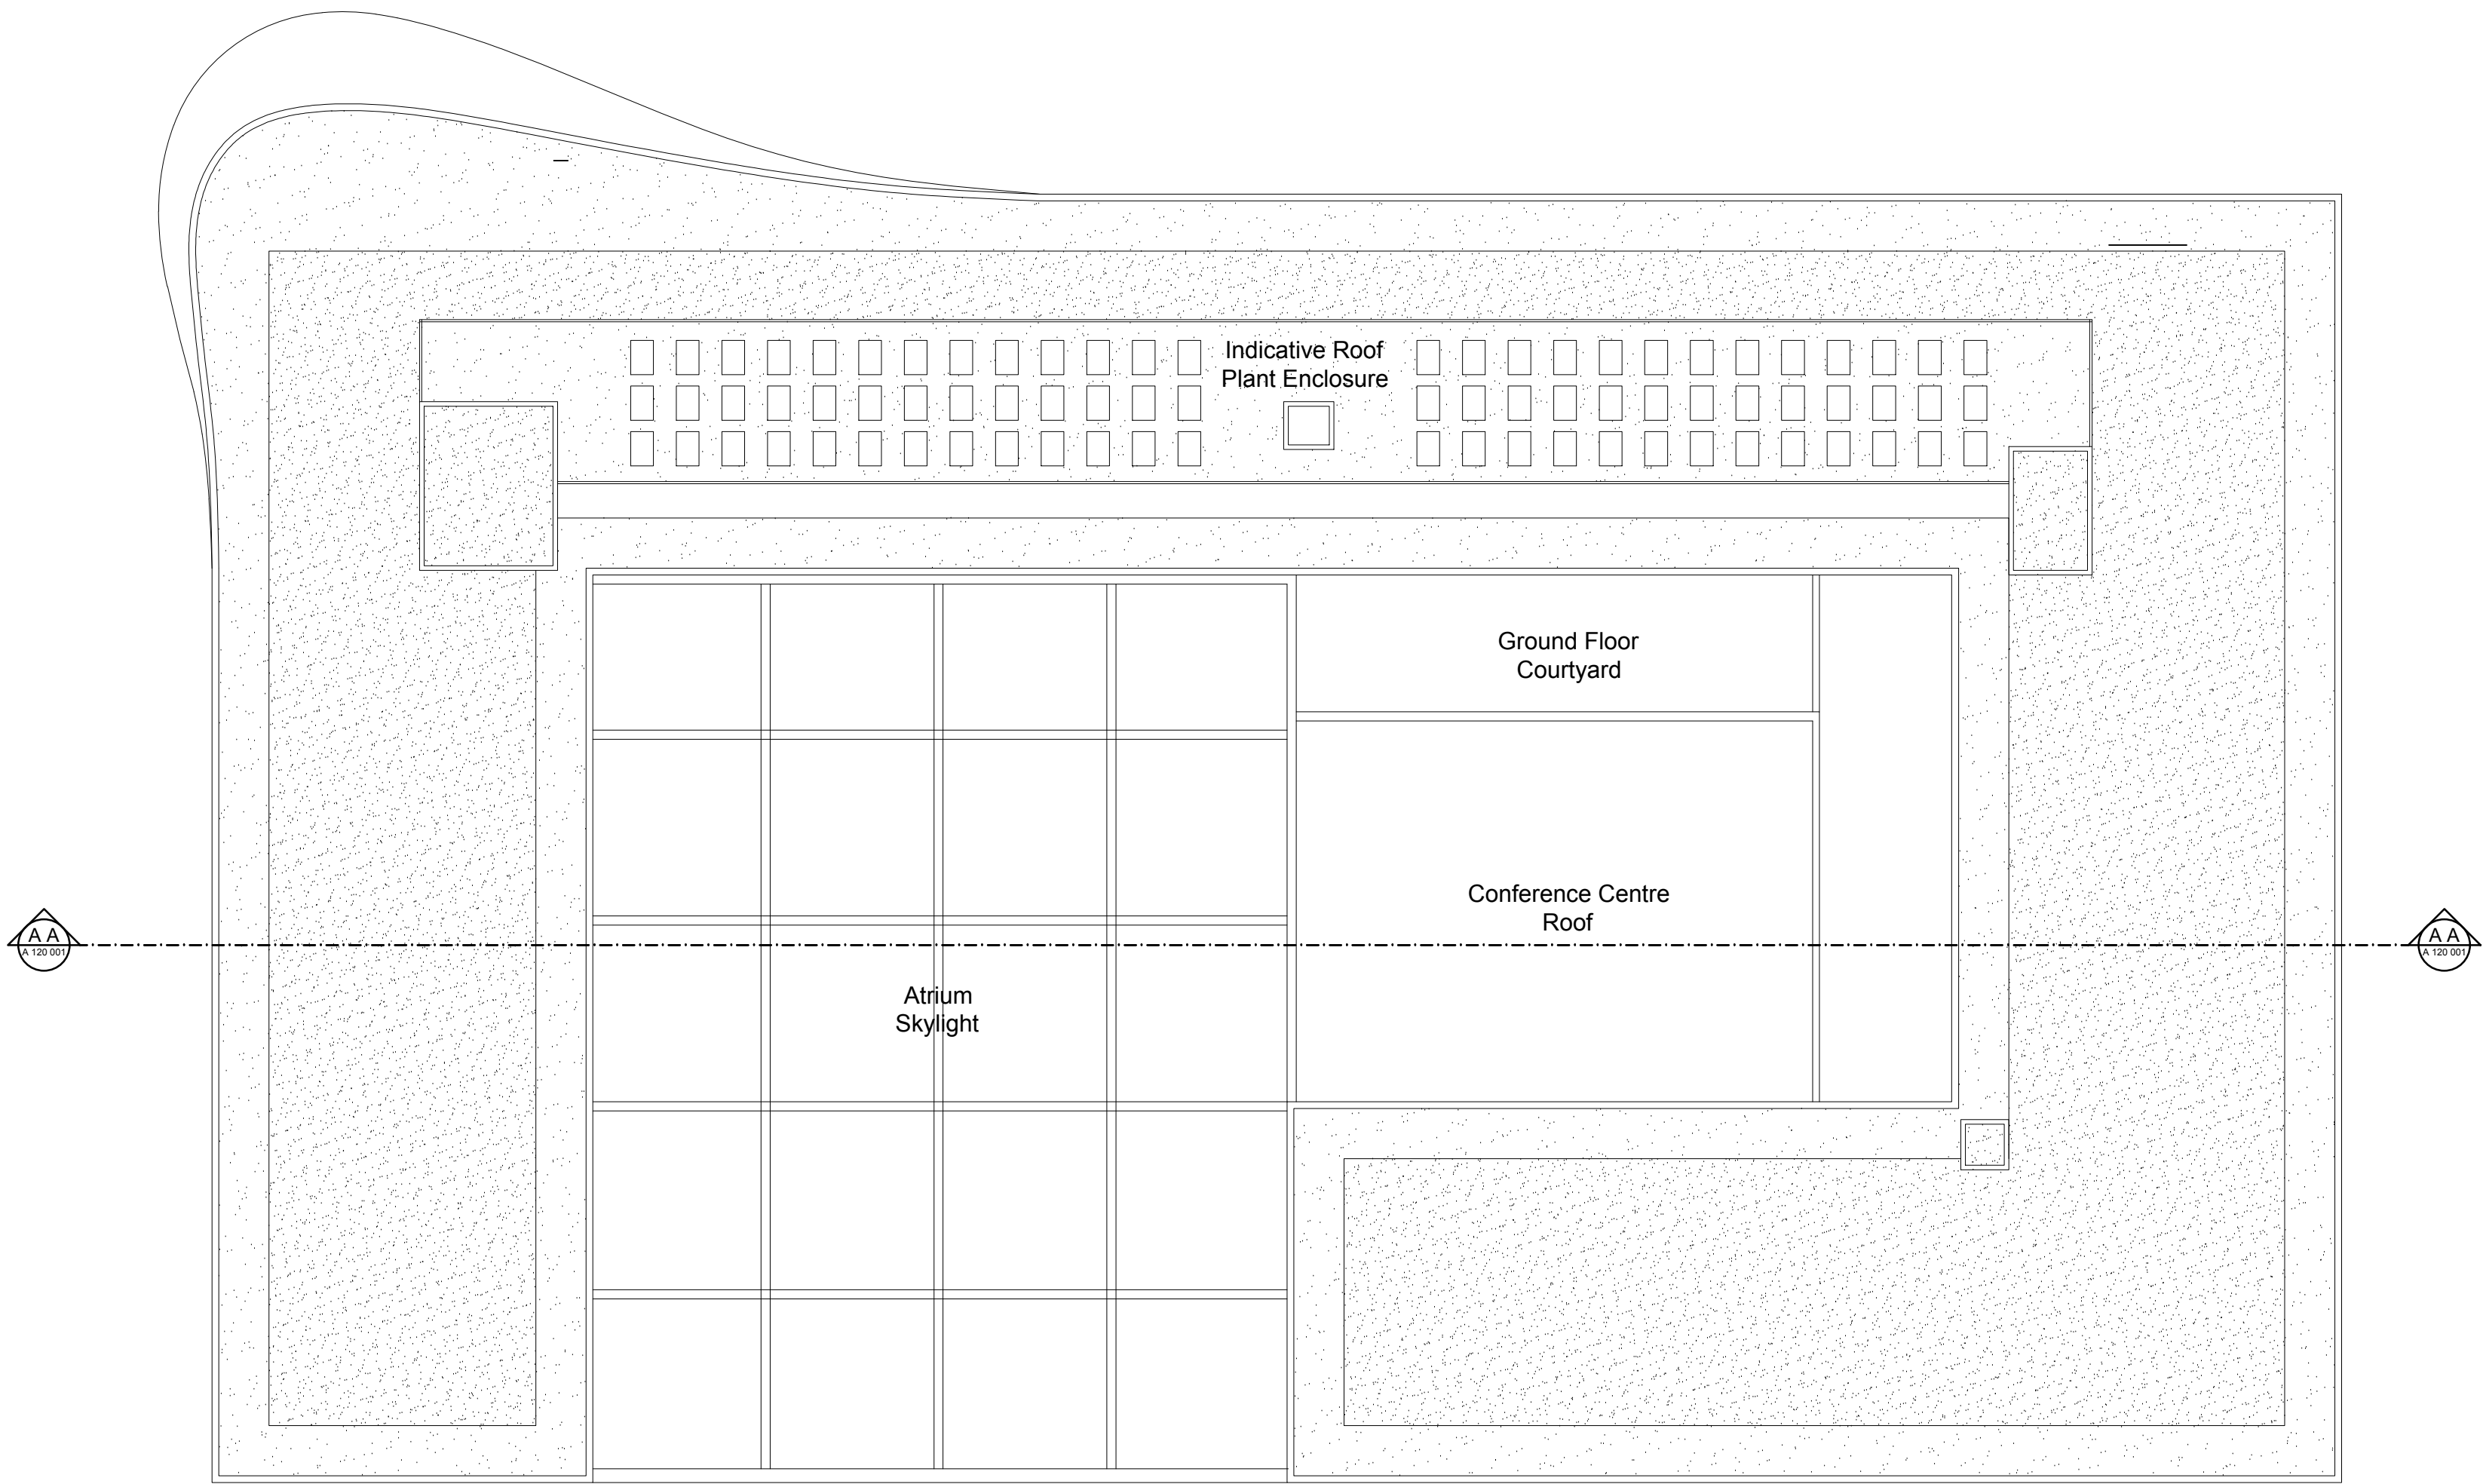 Indicative Roof
Plant Enclosure
Ground Floor
Courtyard
Conference Centre
Roof
A A
A 120 001
A A
A 120 001
Atrium
Skylight